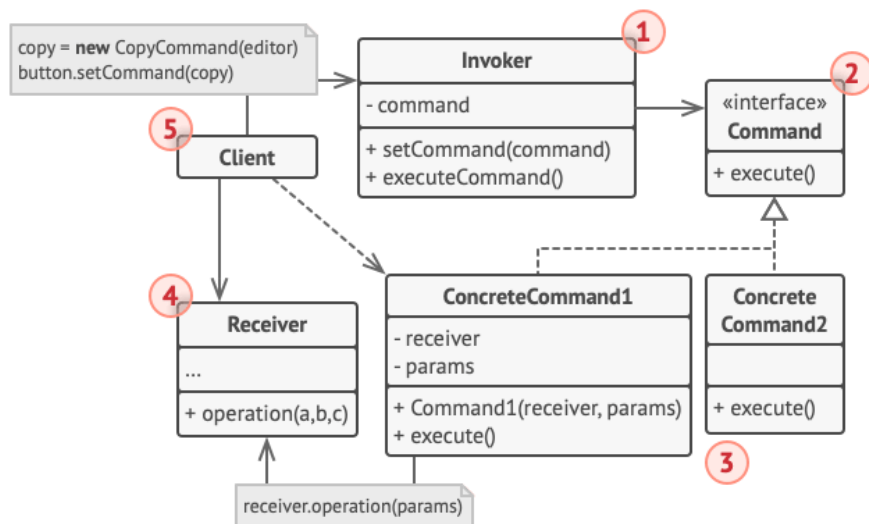 copy = new CopyCommand(editor)
button.setCommand(copy)
1
Invoker
- command
+ setCommand(command)
+ executeCommand()
2
«interface»
Command
+ execute()
5
Client
4
Receiver
...
+ operation(a,b,c)
ConcreteCommand1
- receiver
- params
+ Command1(receiver, params)
+ execute()
Concrete
Command2
+ execute()
3
receiver.operation(params)